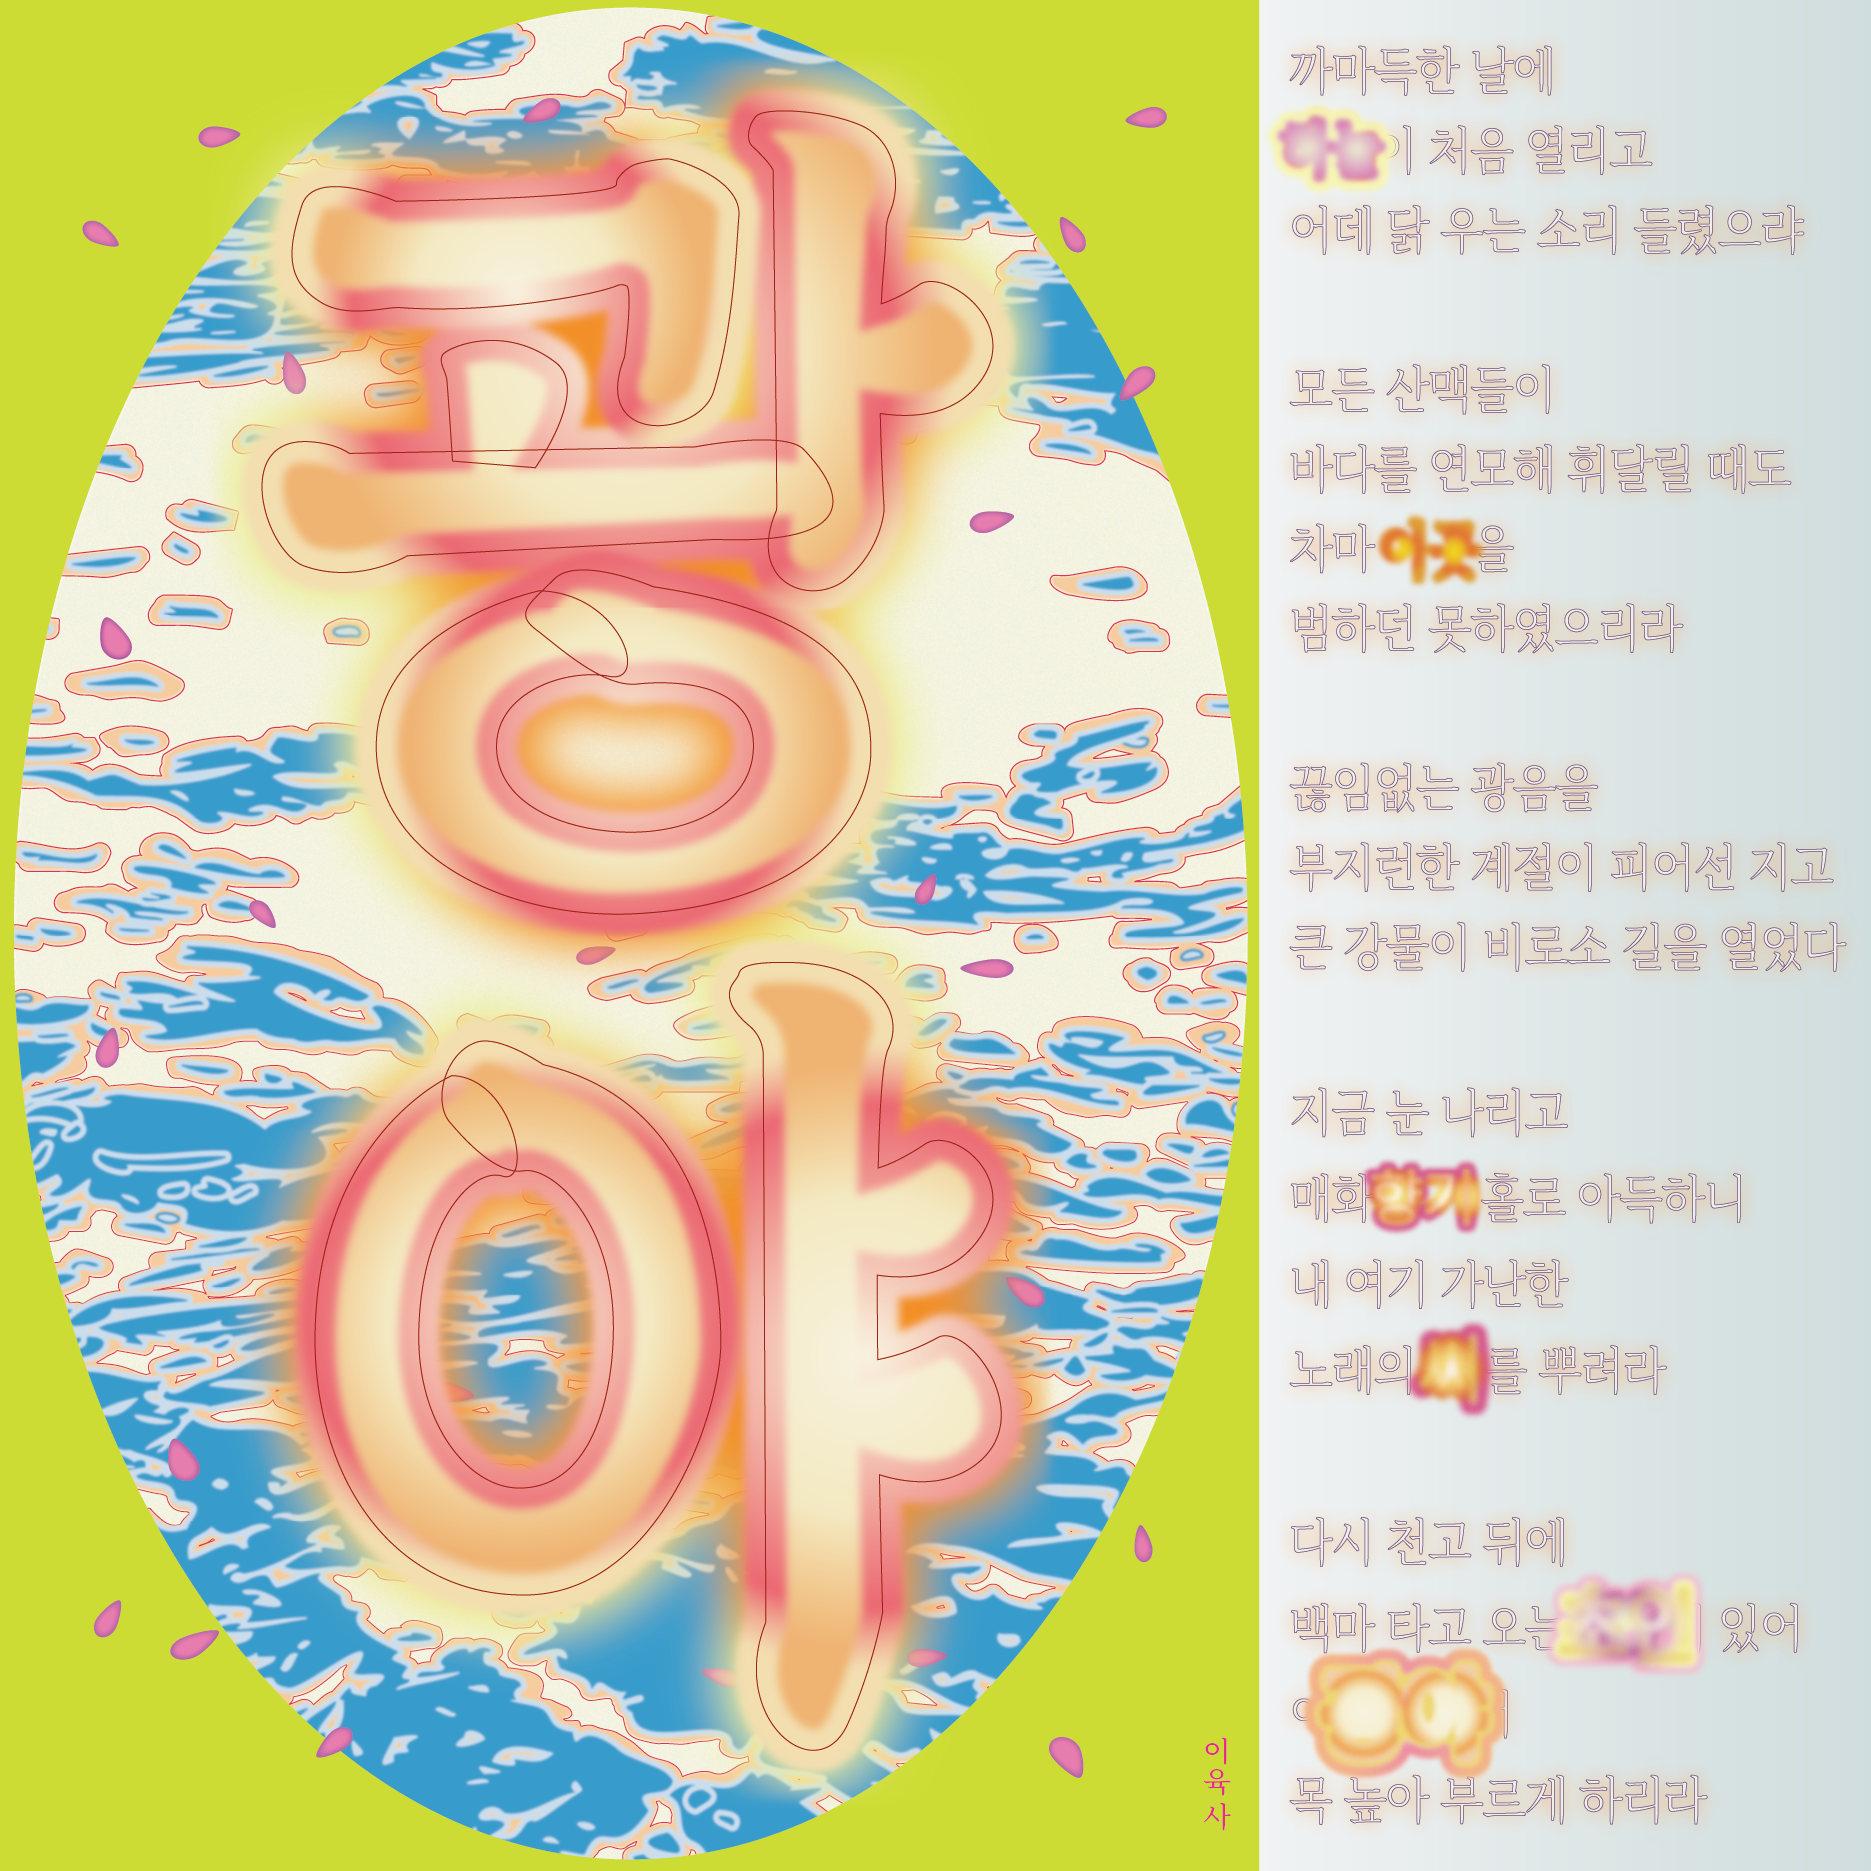 광야
이육사
까마득한 날에
하늘이 처음 열리고
어데 닭 우는 소리 들렸으랴
모든 산맥들이
바다를 연모해 휘달릴 때도
차마
범하던 못하였으리라
끊임없는 광음을
부지런한 계절이 피어선 지고
큰 강물이 비로소 길을 열었다
지금 눈 나리고
매화향기 홀로 아득하니
내 여기 가난한
노래의 씨를 뿌려라
다시 천고 뒤에
백마 타고 오는 있어
목 높아 부르게 하리라